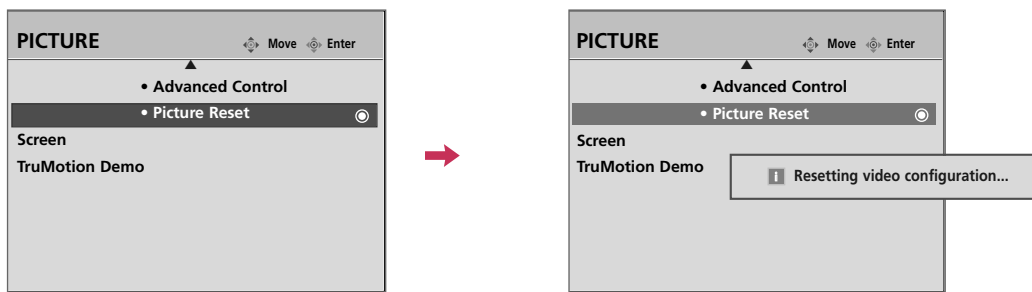 PICTURE Move Enter
• Advanced Control
• Picture Reset
Screen
TruMotion Demo
PICTURE Move Enter
• Advanced Control
• Picture Reset
Screen
TruMotion Demo
i Resetting video configuration...